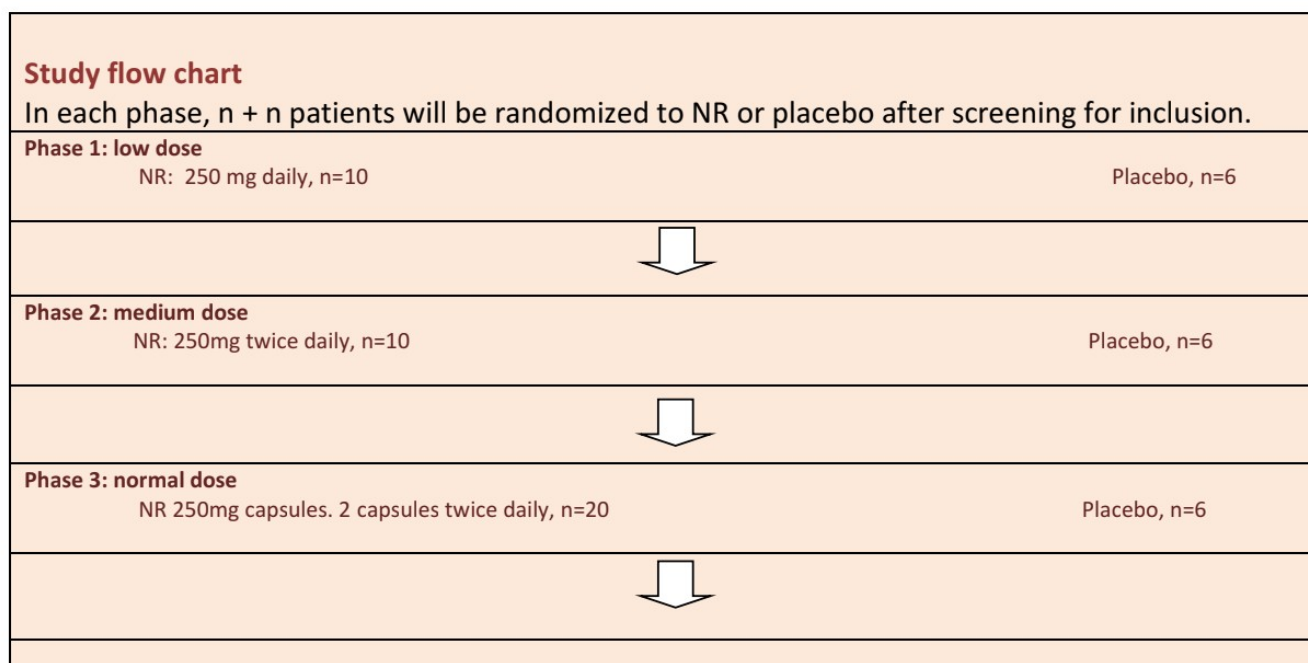 Study flow chart
In each phase, n + n patients will be randomized to NR or placebo after screening for inclusion.
Phase 1: low dose
NR:  250 mg daily, n=10 Placebo, n=6
Phase 2: medium dose
NR: 250mg twice daily, n=10 Placebo, n=6
Phase 3: normal dose
NR 250mg capsules. 2 capsules twice daily, n=20 Placebo, n=6